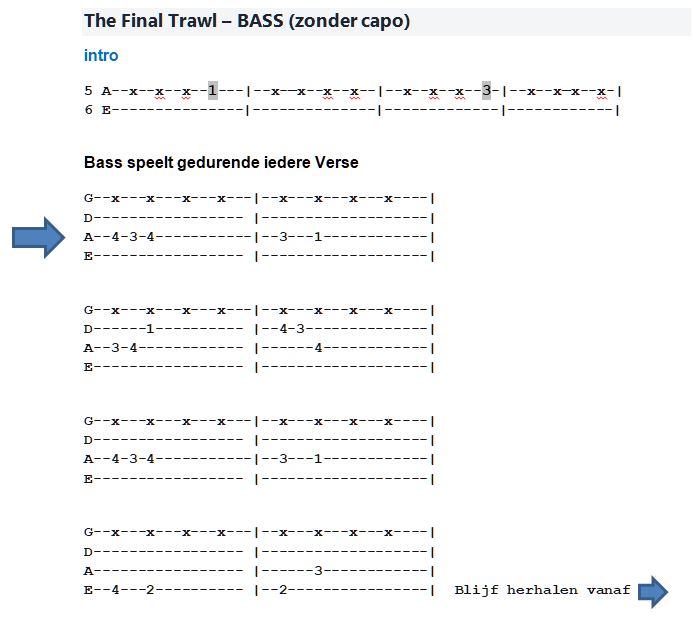 The Final Trawl – BASS (zonder capo)
intro
5 A--x--x--x--1---|--x--x--x--x--|--x--x--x--3-|--x--x-x--x-|
6 E---------------|--------------|-------------|------------|
Bass speelt gedurende iedere Verse
G--x---x---x---x---|--x---x---x---x----|
D----------------- |-------------------|
A--4-3-4-----------|--3---1------------|
E----------------- |-------------------|
G--x---x---x---x---|--x---x---x---x----|
D------1---------- |--4-3--------------|
A--3-4------------ |------4------------|
E----------------- |-------------------|
G--x---x---x---x---|--x---x---x---x----|
D----------------- |-------------------|
A--4-3-4-----------|--3---1------------|
E----------------- |-------------------|
G--x---x---x---x---|--x---x---x---x----|
D----------------- |-------------------|
A----------------- |------3------------|
E--4---2---------- |--2----------------| Blijf herhalen vanaf